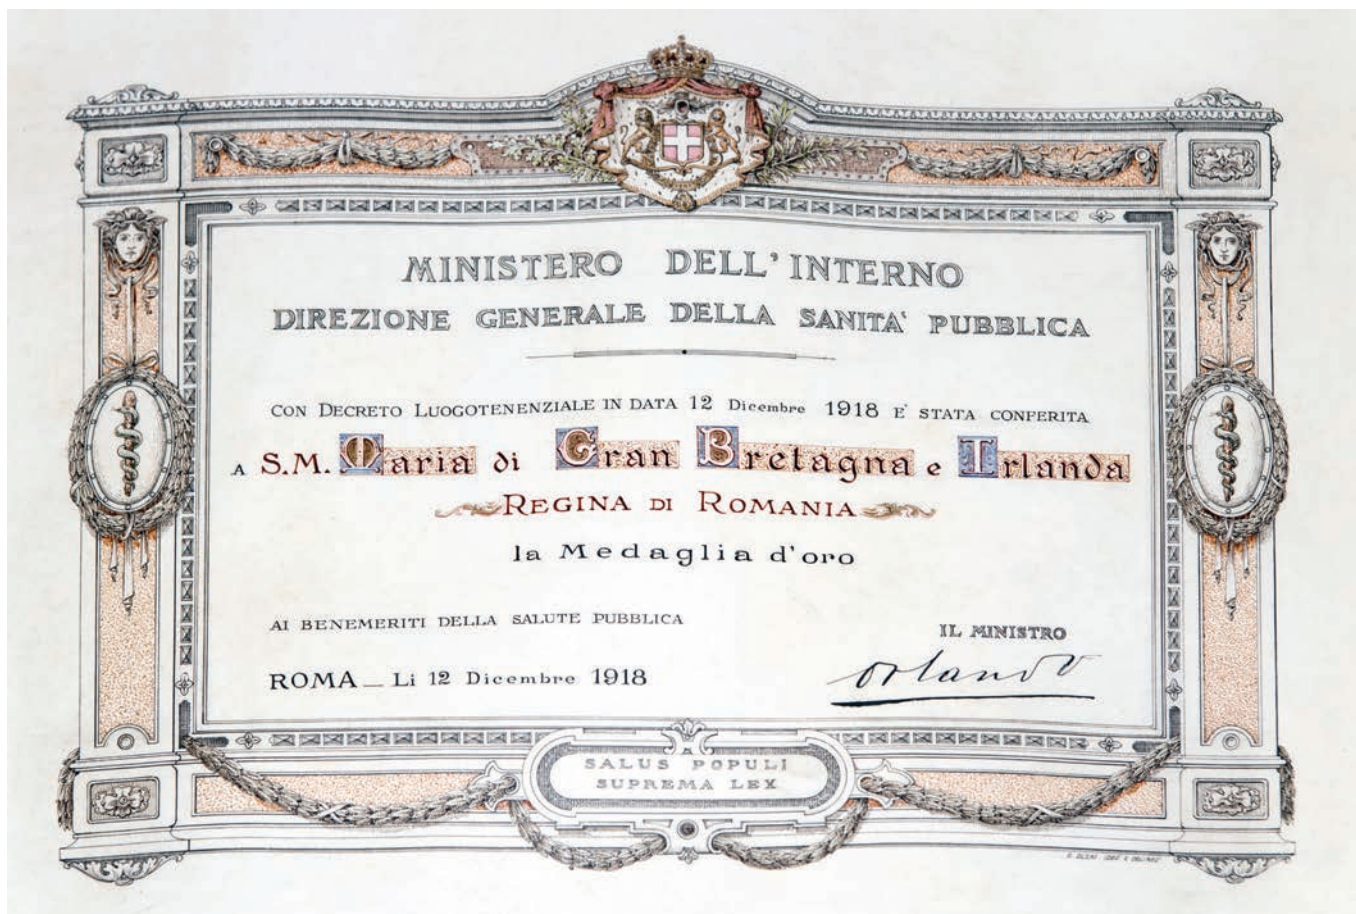 MINISTERO DELL'INTERNO
DIREZIONE GENERALE DELLA SANITA' PUBBLICA
CON DECRETO LUOGOTENENZIALE IN DATA 12 Dicembre 1918 E' STATA CONFERITA
A S.M. Maria di Gran Bretagna e Irlanda
REGINA DI ROMANIA
la Medaglia d'oro
AI BENEMERITI DELLA SALUTE PUBBLICA
IL MINISTRO
ROMA _ Li 12 Dicembre 1918
Orlando
SALUS POPULI
SUPREMA LEX